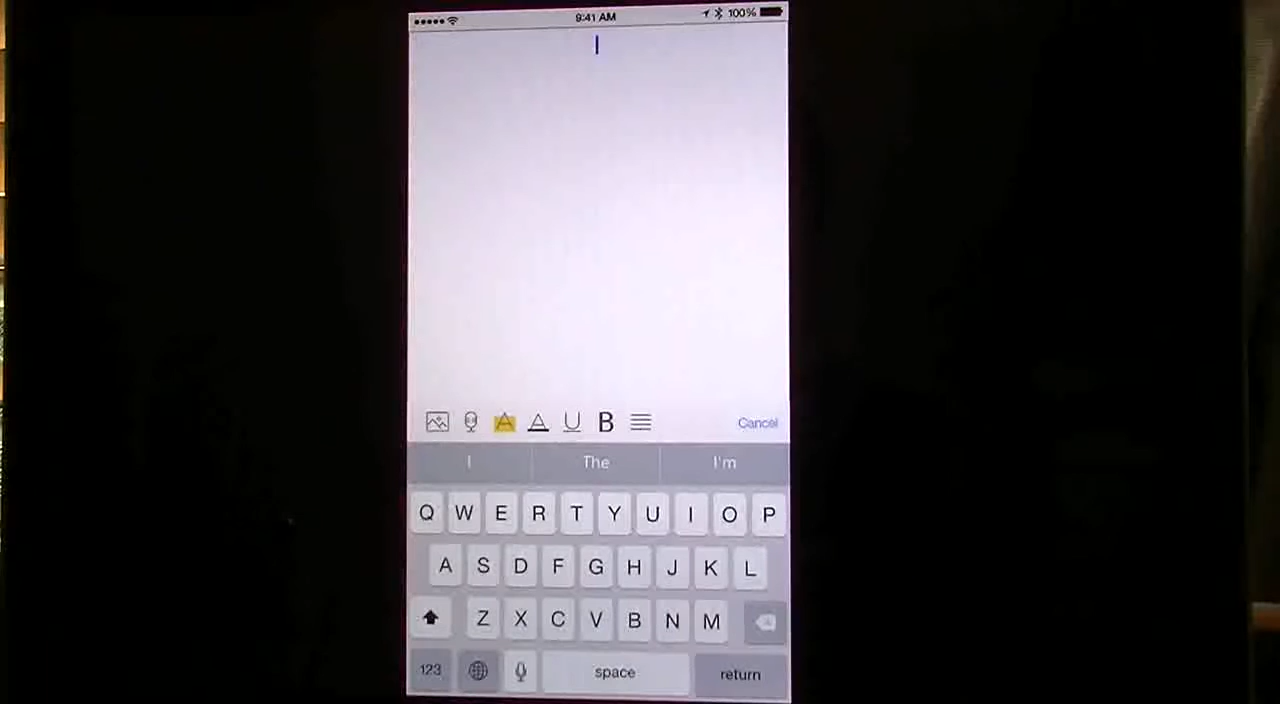 9:41 AM 100%
A A U B Cancel
I The I'm
Q W E R T Y U I O P
A S D F G H J K L
Z X C V B N M
123 space return